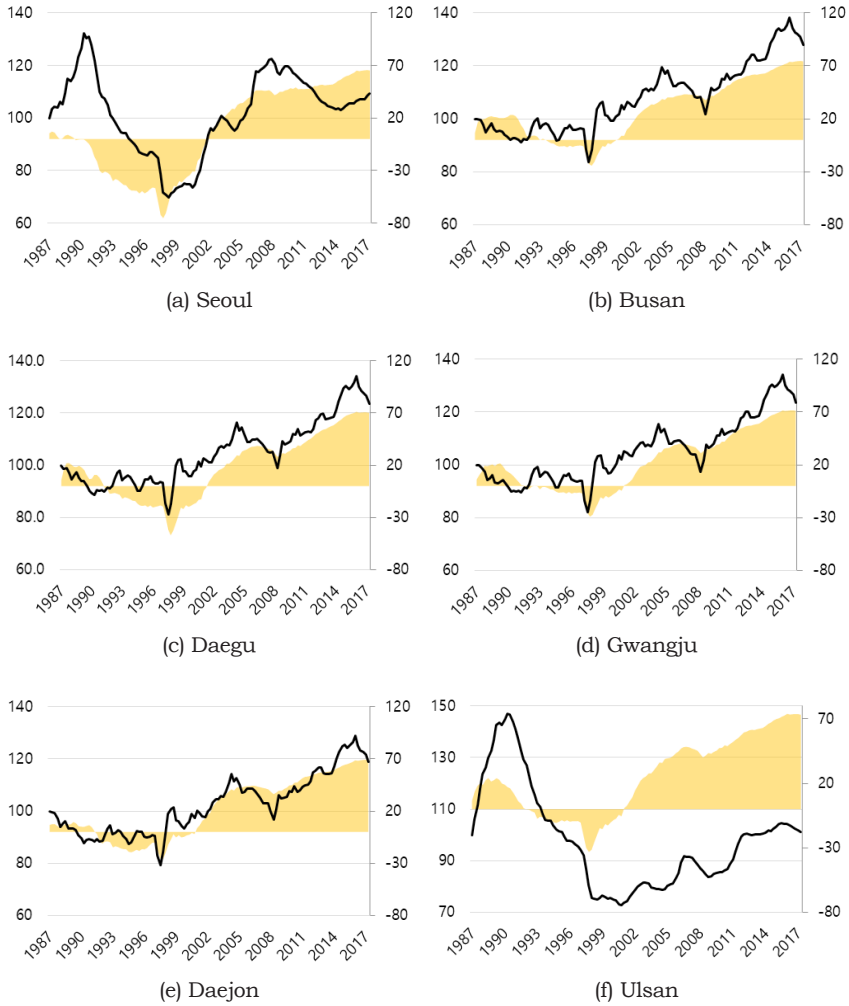 140 120 140 120
120 70 120 70
100 20 100 20
80 -30 80 -30
60 -80 60 -80
1987 1990 1993 1996 1999 2002 2005 2008 2011 2014 2017 1987 1990 1993 1996 1999 2002 2005 2008 2011 2014 2017
(a) Seoul (b) Busan
140.0 120 140 120
120.0 70 120 70
100.0 20 100 20
80.0 -30 80 -30
60.0 -80 60 -80
1987 1990 1993 1996 1999 2002 2005 2008 2011 2014 2017 1987 1990 1993 1996 1999 2002 2005 2008 2011 2014 2017
(c) Daegu (d) Gwangju
140 120 150 70
120 70 130 20
100 20 110 -30
80 -30 90 -80
60 -80 70
1987 1990 1993 1996 1999 2002 2005 2008 2011 2014 2017 1987 1990 1993 1996 1999 2002 2005 2008 2011 2014 2017
(e) Daejon (f) Ulsan